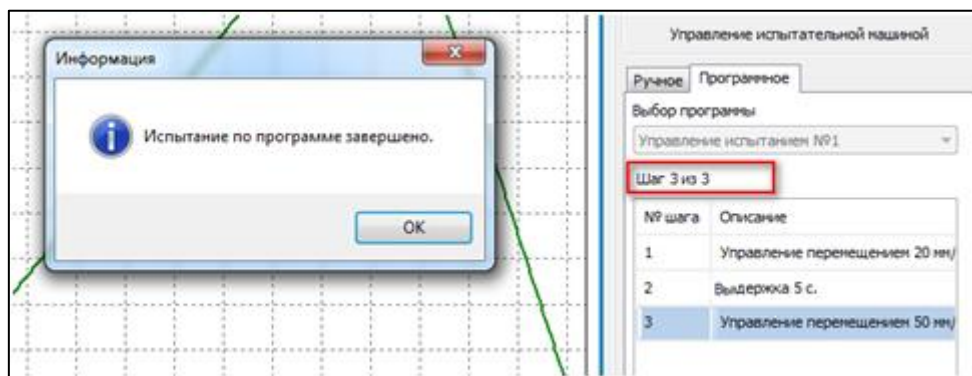 Информация
Испытание по программе завершено.
OK
Управление испытательной машиной
Ручное Программное
Выбор программы
Управление испытанием №1
Шаг 3 из 3
№ шага Описание
1 Управление перемещением 20 мм/
2 Выдержка 5 с.
3 Управление перемещением 50 мм/